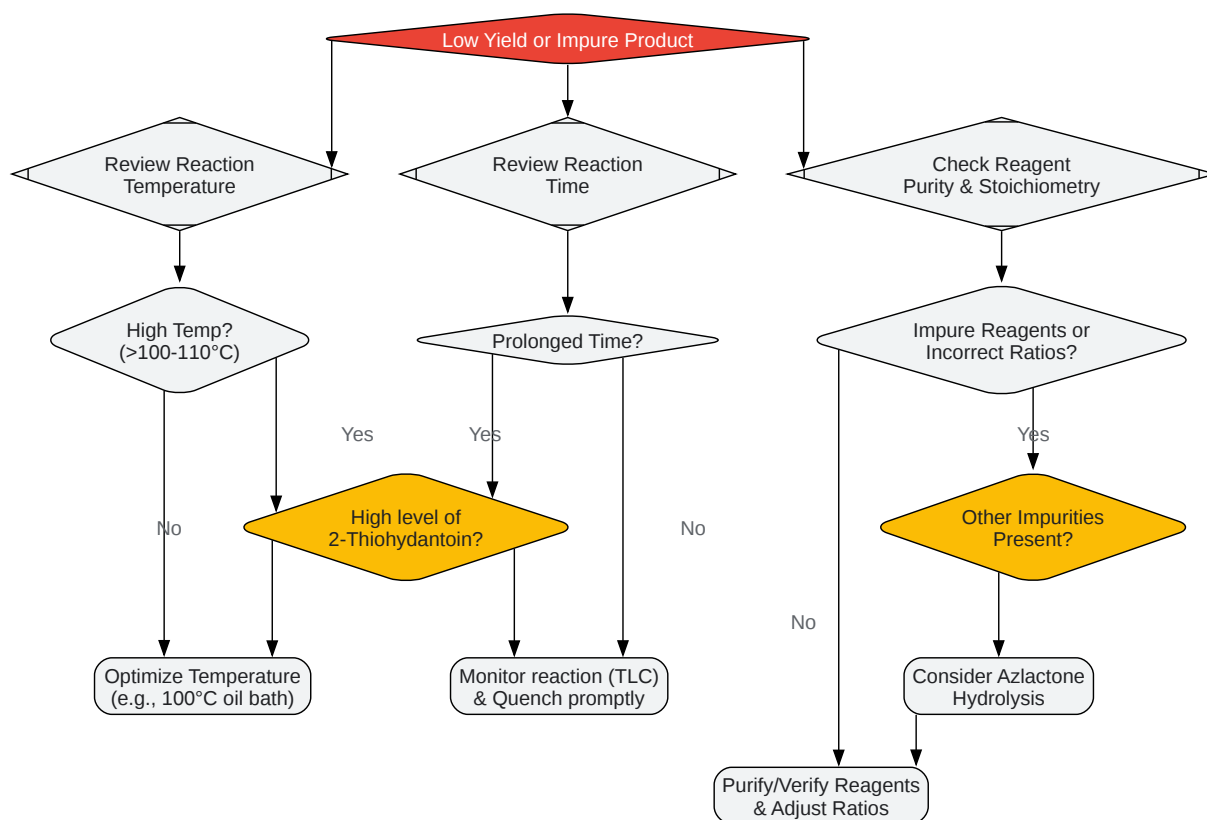 Low Yield or Impure Product
Review Reaction
Temperature
Review Reaction
Time
Check Reagent
Purity & Stoichiometry
High Temp?
(>100-110°C)
Prolonged Time?
Impure Reagents or
Incorrect Ratios?
Yes
Yes
Yes
No
High level of
2-Thiohydantoin?
No
Other Impurities
Present?
No
Optimize Temperature
(e.g., 100°C oil bath)
Monitor reaction (TLC)
& Quench promptly
Consider Azlactone
Hydrolysis
Purify/Verify Reagents
& Adjust Ratios